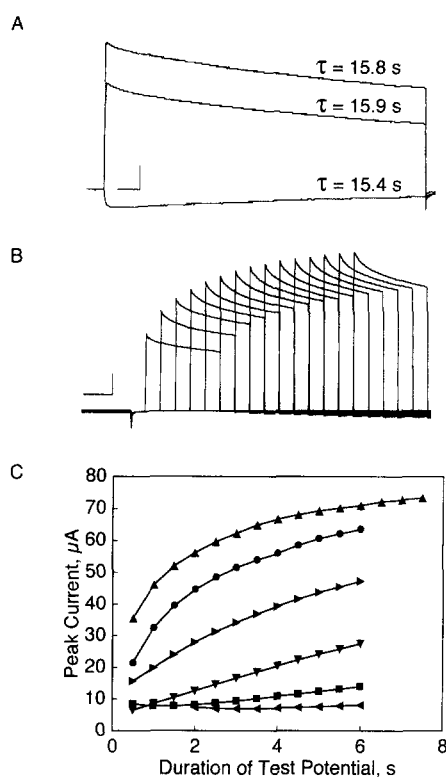 A
τ = 15.8 s
τ = 15.9 s
τ = 15.4 s
B
C
80
70
60
50
40
30
20
10
0
Peak Current, µA
0 2 4 6 8
Duration of Test Potential, s